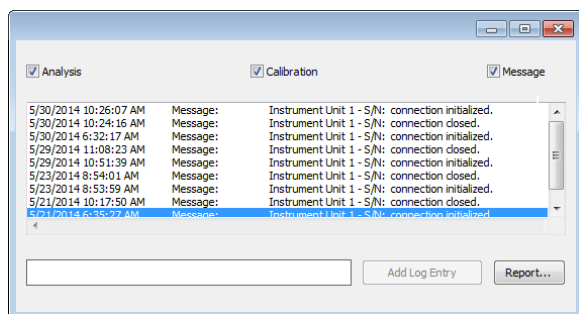 Analysis Calibration Message
5/30/2014 10:26:07 AM Message: Instrument Unit 1 - S/N: connection initialized.
5/30/2014 10:24:16 AM Message: Instrument Unit 1 - S/N: connection closed.
5/30/2014 6:32:17 AM Message: Instrument Unit 1 - S/N: connection initialized.
5/29/2014 11:08:23 AM Message: Instrument Unit 1 - S/N: connection closed.
5/29/2014 10:51:39 AM Message: Instrument Unit 1 - S/N: connection initialized.
5/23/2014 8:54:01 AM Message: Instrument Unit 1 - S/N: connection closed.
5/23/2014 8:53:59 AM Message: Instrument Unit 1 - S/N: connection initialized.
5/21/2014 10:17:50 AM Message: Instrument Unit 1 - S/N: connection closed.
5/21/2014 6:35:27 AM Message: Instrument Unit 1 - S/N: connection initialized.
Add Log Entry Report...